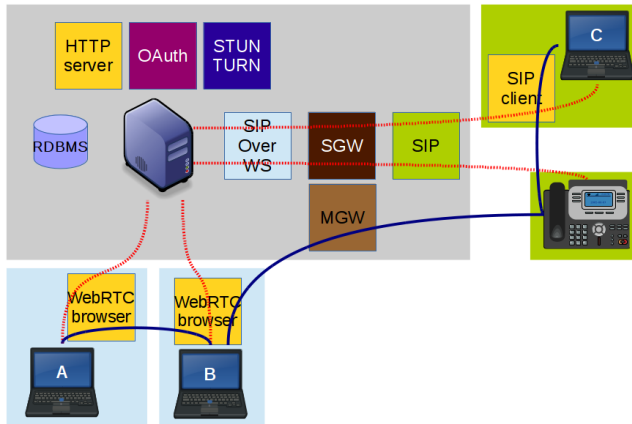 HTTP
server
OAuth
STUN
TURN
C
SIP
client
RDBMS
SIP
Over
WS
SGW
SIP
MGW
WebRTC
browser
WebRTC
browser
A
B